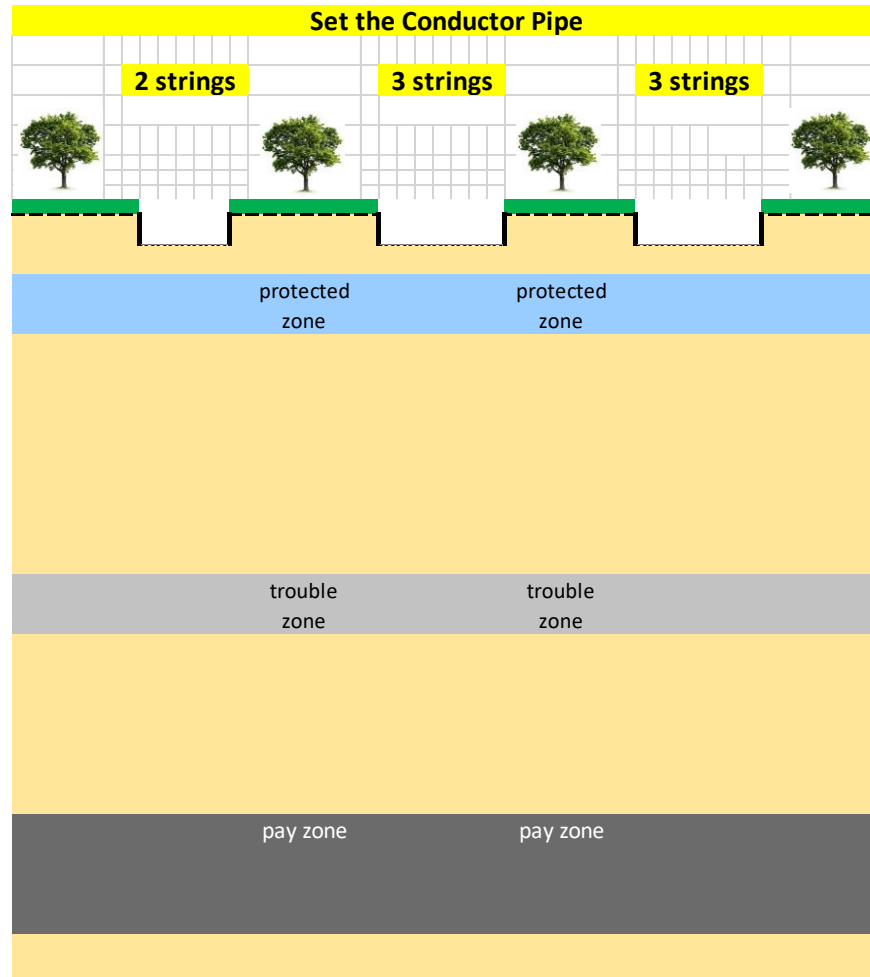 Set the Conductor Pipe
2 strings 3 strings 3 strings
protected protected
zone zone
trouble trouble
zone zone
pay zone pay zone